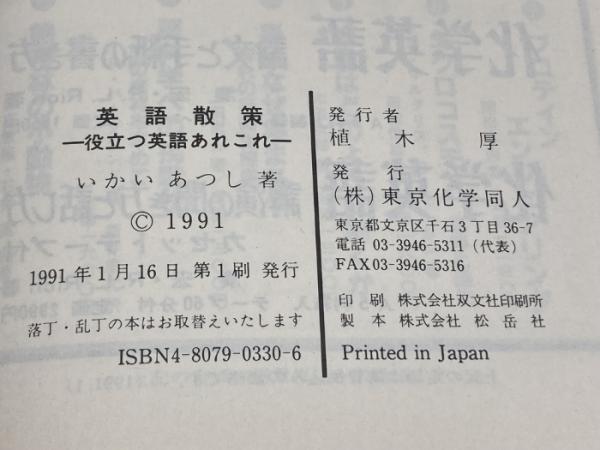 英語散策
―役立つ英語あれこれ―
いかいあつし著
© 1991
1991年1月16日 第1刷 発行
落丁・乱丁の本はお取替えいたします
ISBN4-8079-0330-6
発行者
植木 厚
発行
(株)東京化学同人
東京都文京区千石3丁目36-7
電話 03-3946-5311(代表)
FAX03-3946-5316
印刷 株式会社双文社印刷所
製本 株式会社 松岳社
Printed in Japan